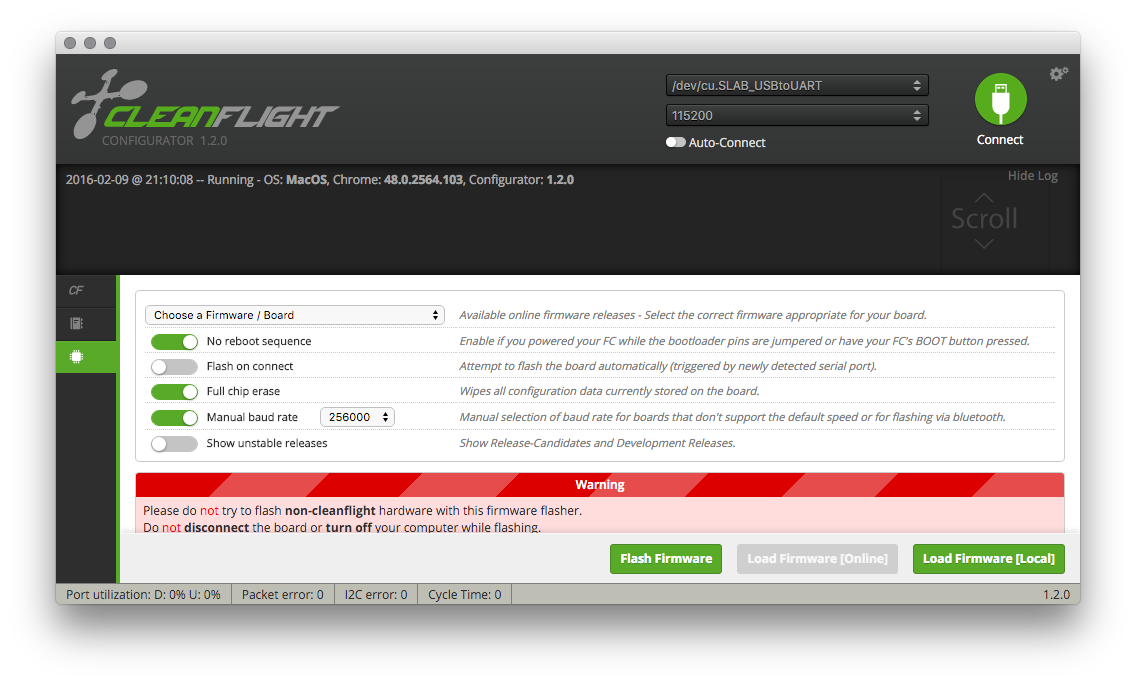 CLEANFLIGHT
CONFIGURATOR 1.2.0
/dev/cu.SLAB_USBtoUART
115200
Auto-Connect
Connect
2016-02-09 @ 21:10:08 -- Running - OS: MacOS, Chrome: 48.0.2564.103, Configurator: 1.2.0
Hide Log
Scroll
CF
Choose a Firmware / Board
Available online firmware releases - Select the correct firmware appropriate for your board.
No reboot sequence
Enable if you powered your FC while the bootloader pins are jumpered or have your FC's BOOT button pressed.
Flash on connect
Attempt to flash the board automatically (triggered by newly detected serial port).
Full chip erase
Wipes all configuration data currently stored on the board.
Manual baud rate
256000
Manual selection of baud rate for boards that don't support the default speed or for flashing via bluetooth.
Show unstable releases
Show Release-Candidates and Development Releases.
Warning
Please do not try to flash non-cleanflight hardware with this firmware flasher.
Do not disconnect the board or turn off your computer while flashing.
Flash Firmware
Load Firmware [Online]
Load Firmware [Local]
Port utilization: D: 0% U: 0%
Packet error: 0
I2C error: 0
Cycle Time: 0
1.2.0